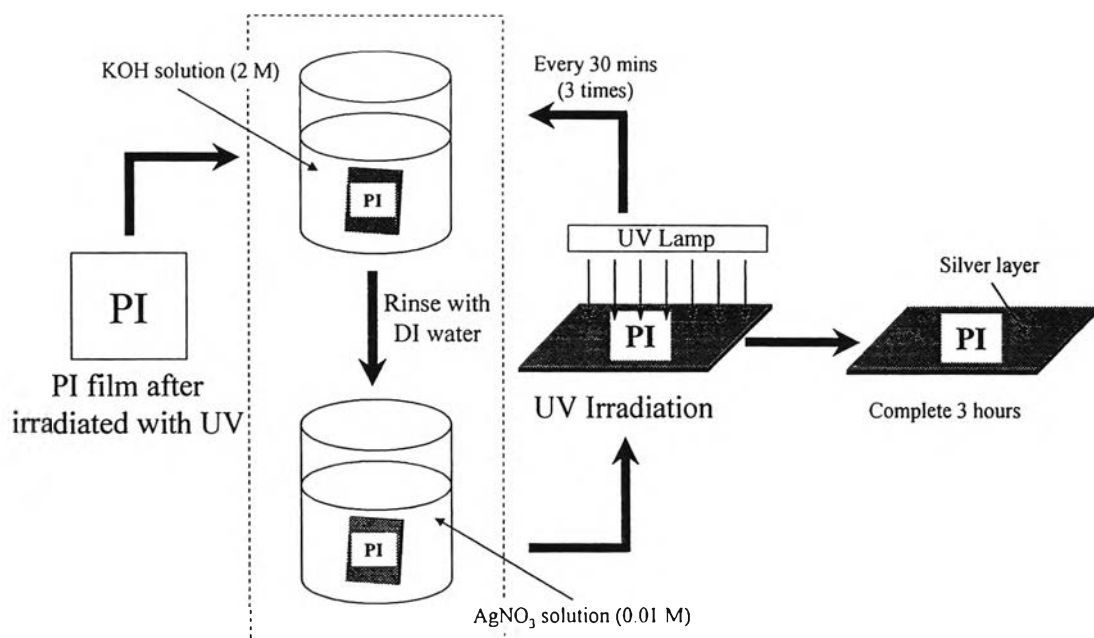 KOH solution (2 M)
PI
Rinse with
DI water
PI
AgNO₃ solution (0.01 M)
PI
PI film after
irradiated with UV
Every 30 mins
(3 times)
UV Lamp
PI
UV Irradiation
Silver layer
PI
Complete 3 hours